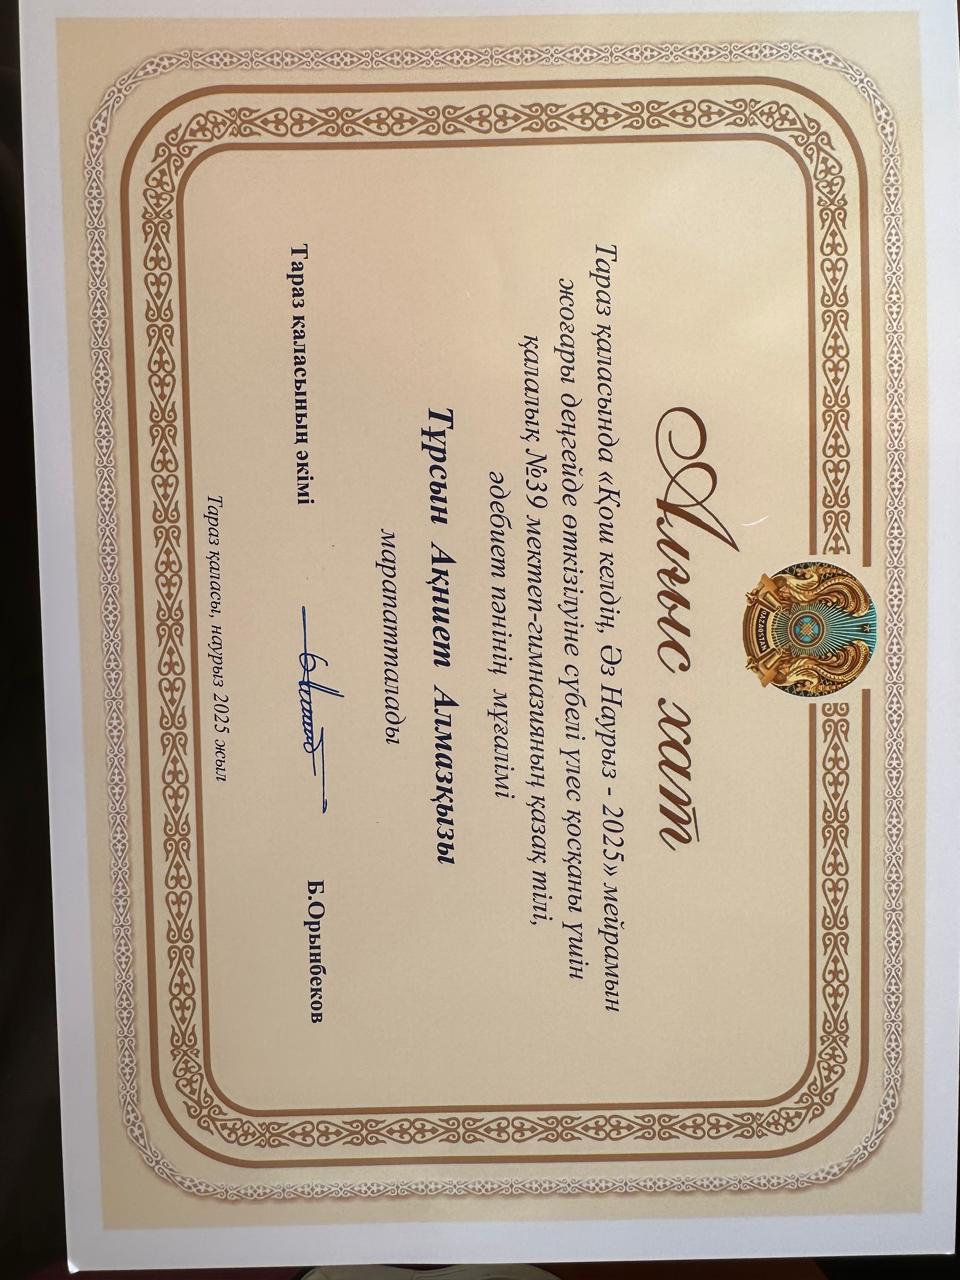 QAZAQSTAN
Алғыс хат
Тараз қаласында «Қош келдің, Әз Наурыз - 2025» мейрамын
жоғары деңгейде өткізілуіне сүбелі үлес қосқаны үшін
қалалық №39 мектеп-гимназияның қазақ тілі,
әдебиет пәнінің мұғалімі
Тұрсын Ақниет Алмазқызы
марапатталады
Тараз қаласының әкімі Б.Орынбеков
Тараз қаласы, наурыз 2025 жыл